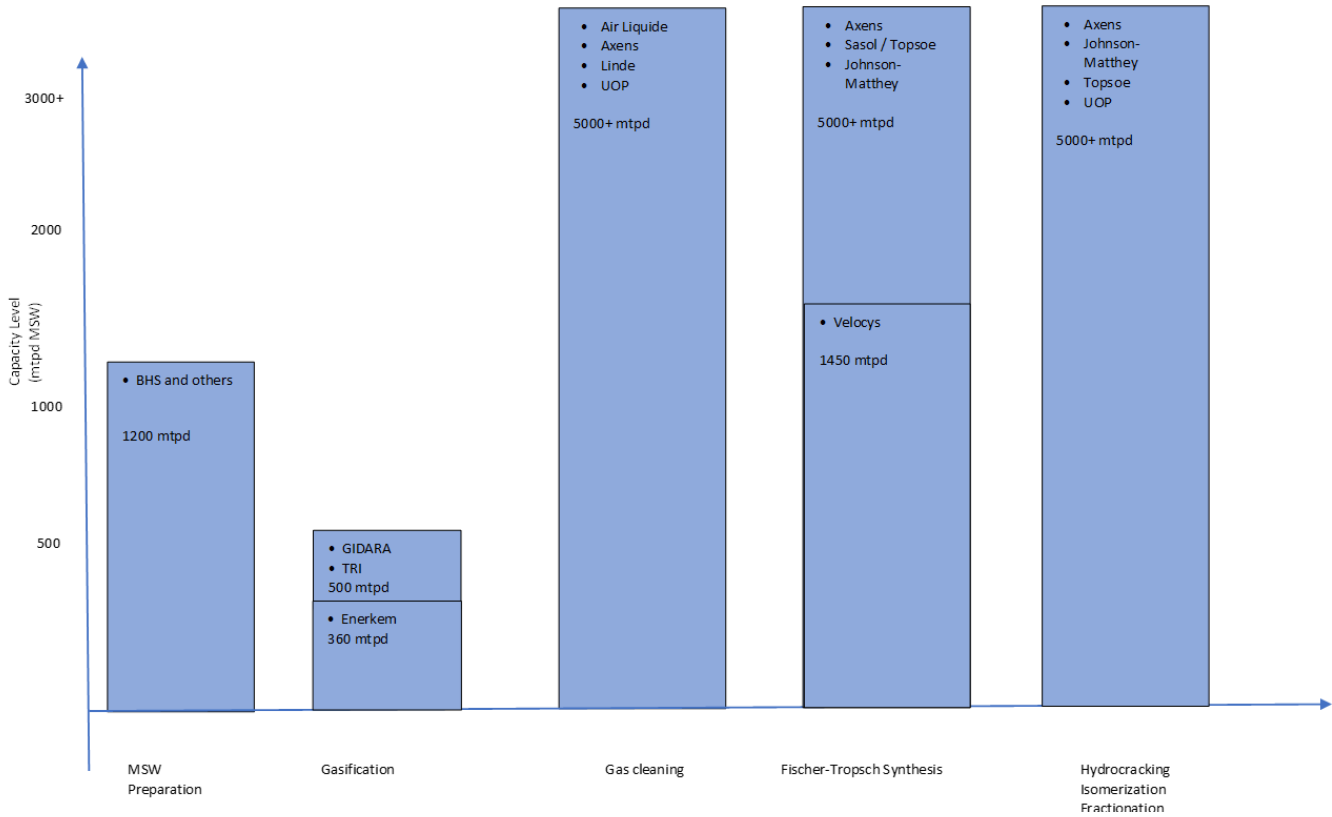 3000+
2000
1000
500
Capacity Level
(mtpd MSW)
• BHS and others
1200 mtpd
• GIDARA
• TRI
500 mtpd
• Enerkem
360 mtpd
• Air Liquide
• Axens
• Linde
• UOP
5000+ mtpd
• Axens
• Sasol / Topsoe
• Johnson-
Matthey
5000+ mtpd
• Velocys
1450 mtpd
• Axens
• Johnson-
Matthey
• Topsoe
• UOP
5000+ mtpd
MSW
Preparation
Gasification
Gas cleaning
Fischer-Tropsch Synthesis
Hydrocracking
Isomerization
Fractionation